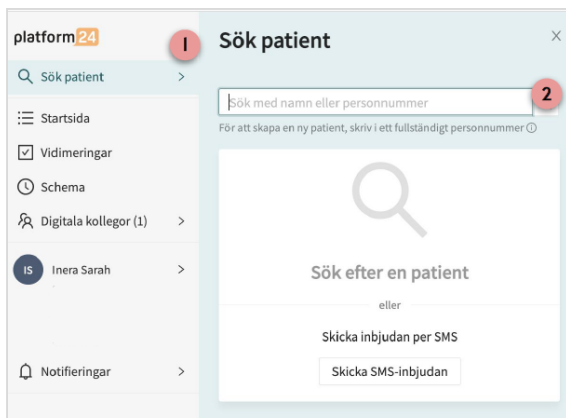 platform24
1
Sök patient
Startsida
Vidimeringar
Schema
Digitala kollegor (1)
IS
Inera Sarah
Notifieringar
Sök patient
Sök med namn eller personnummer
2
För att skapa en ny patient, skriv i ett fullständigt personnummer
Sök efter en patient
eller
Skicka inbjudan per SMS
Skicka SMS-inbjudan